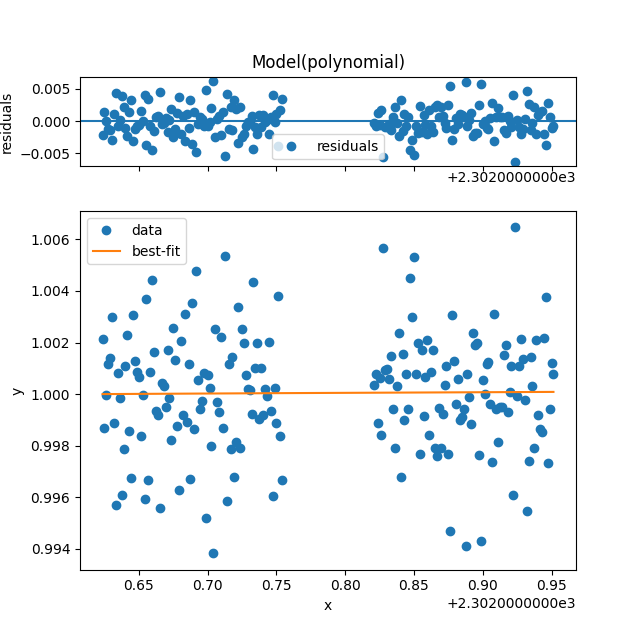 Model(polynomial)
0.005
0.000
−0.005
residuals
residuals
+2.3020000000e3
data
best-fit
1.006
1.004
1.002
1.000
0.998
0.996
0.994
y
0.65 0.70 0.75 0.80 0.85 0.90 0.95
x
+2.3020000000e3